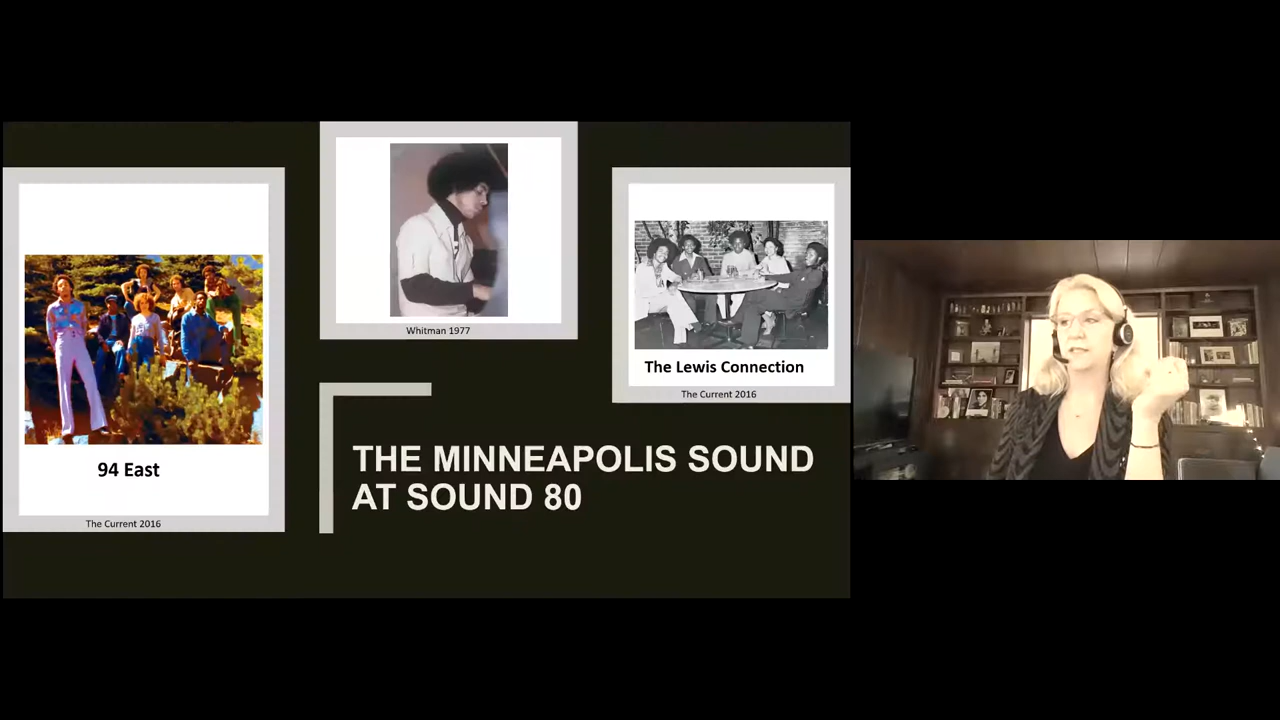 94 East
The Current 2016
Whitman 1977
The Lewis Connection
The Current 2016
THE MINNEAPOLIS SOUND
AT SOUND 80